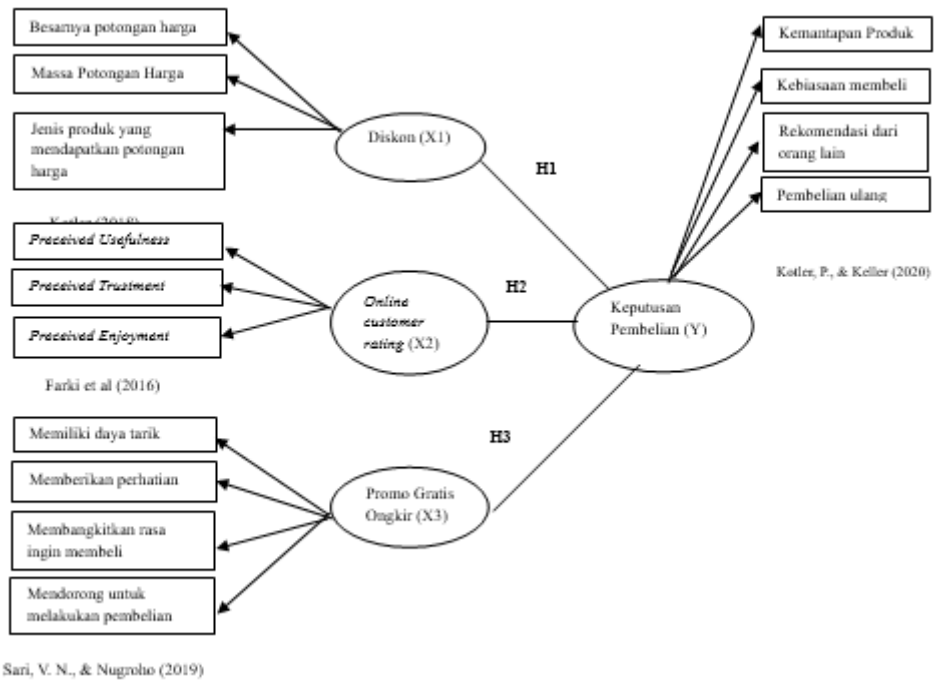 Besarnya potongan harga
Massa Potongan Harga
Jenis produk yang
mendapatkan potongan
harga
Kotler (2018)
Diskon (X1)
H1
Preceived Usefulness
Preceived Trustment
Preceived Enjoyment
Farki et al (2016)
Online
customer
rating (X2)
H2
Memiliki daya tarik
Memberikan perhatian
Membangkitkan rasa
ingin membeli
Mendorong untuk
melakukan pembelian
Sari, V. N., & Nugroho (2019)
Promo Gratis
Ongkir (X3)
H3
Keputusan
Pembelian (Y)
Kemantapan Produk
Kebiasaan membeli
Rekomendasi dari
orang lain
Pembelian ulang
Kotler, P., & Keller (2020)